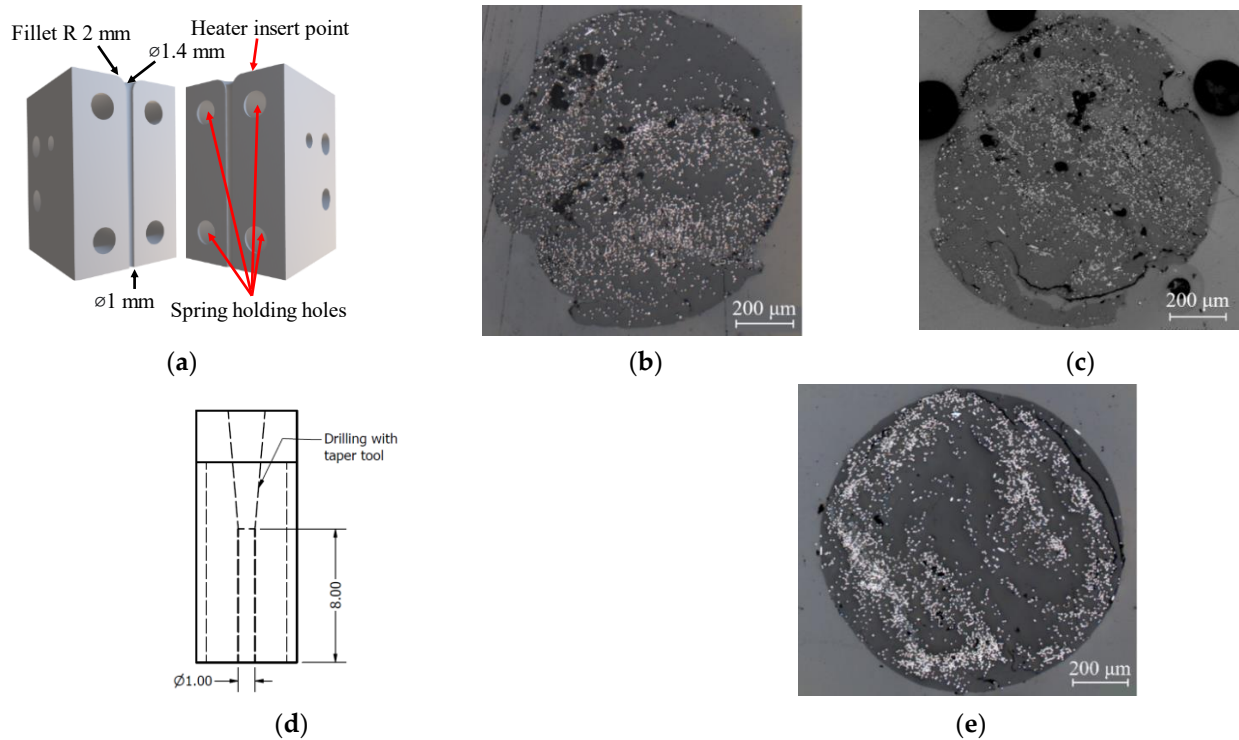 Fillet R 2 mm
Heater insert point
⌀1.4 mm
⌀1 mm
Spring holding holes
(a)
200 μm
(b)
200 μm
(c)
Drilling with
taper tool
8.00
Ø1.00
(d)
200 μm
(e)